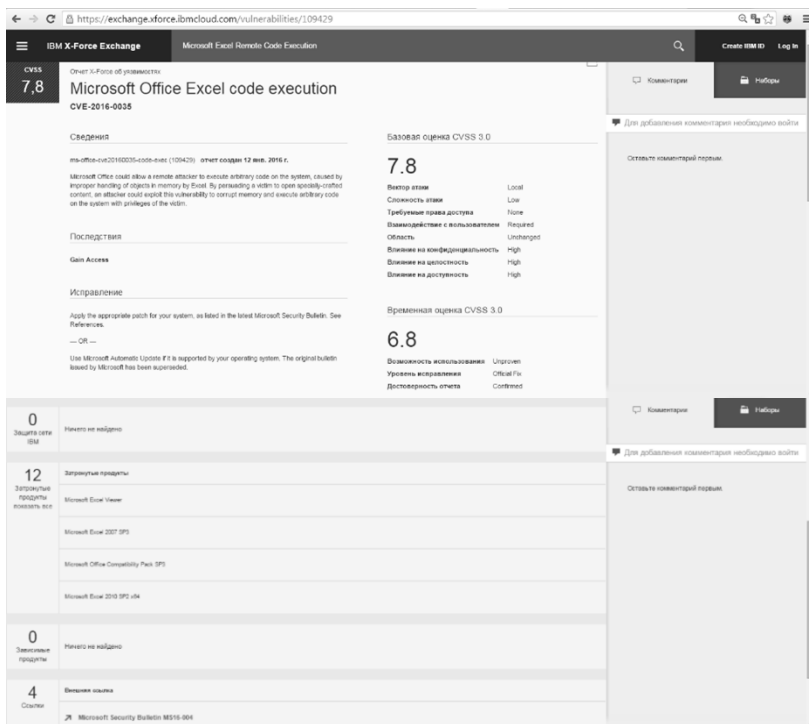 https://exchange.xforce.ibmcloud.com/vulnerabilities/109429
IBM X-Force Exchange
Microsoft Excel Remote Code Execution
Create IBM ID
Log In
CVSS
7,8
Отчет X-Force об уязвимостях
Microsoft Office Excel code execution
CVE-2016-0035
Комментарии
Наборы
Для добавления комментария необходимо войти
Оставьте комментарий первым.
Сведения
ms-office-cve20160035-code-exec (109429) отчет создан 12 янв. 2016 г.
Microsoft Office could allow a remote attacker to execute arbitrary code on the system, caused by
improper handling of objects in memory by Excel. By persuading a victim to open specially-crafted
content, an attacker could exploit this vulnerability to corrupt memory and execute arbitrary code
on the system with privileges of the victim.
Последствия
Gain Access
Исправление
Apply the appropriate patch for your system, as listed in the latest Microsoft Security Bulletin. See
References.
— OR —
Use Microsoft Automatic Update if it is supported by your operating system. The original bulletin
issued by Microsoft has been superseded.
Базовая оценка CVSS 3.0
7.8
Вектор атаки Local
Сложность атаки Low
Требуемые права доступа None
Взаимодействие с пользователем Required
Область Unchanged
Влияние на конфиденциальность High
Влияние на целостность High
Влияние на доступность High
Временная оценка CVSS 3.0
6.8
Возможность использования Unproven
Уровень исправления Official Fix
Достоверность отчета Confirmed
0
Защита сети
IBM
Ничего не найдено
Комментарии
Наборы
Для добавления комментария необходимо войти
Оставьте комментарий первым.
12
Затронутые
продукты
показать все
Затронутые продукты
Microsoft Excel Viewer
Microsoft Excel 2007 SP3
Microsoft Office Compatibility Pack SP3
Microsoft Excel 2010 SP2 x64
0
Зависимые
продукты
Ничего не найдено
4
Ссылки
Внешняя ссылка
Microsoft Security Bulletin MS16-004